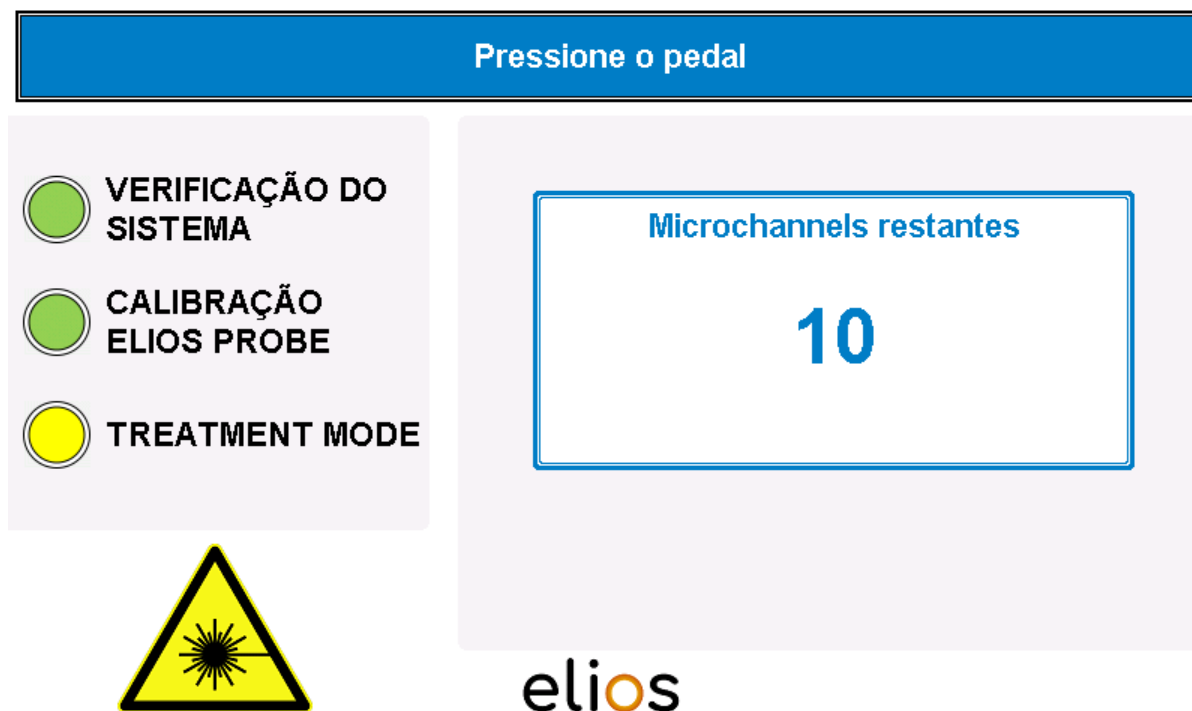 Pressione o pedal
VERIFICAÇÃO DO
SISTEMA
CALIBRAÇÃO
ELIOS PROBE
TREATMENT MODE
Microchannels restantes
10
elios